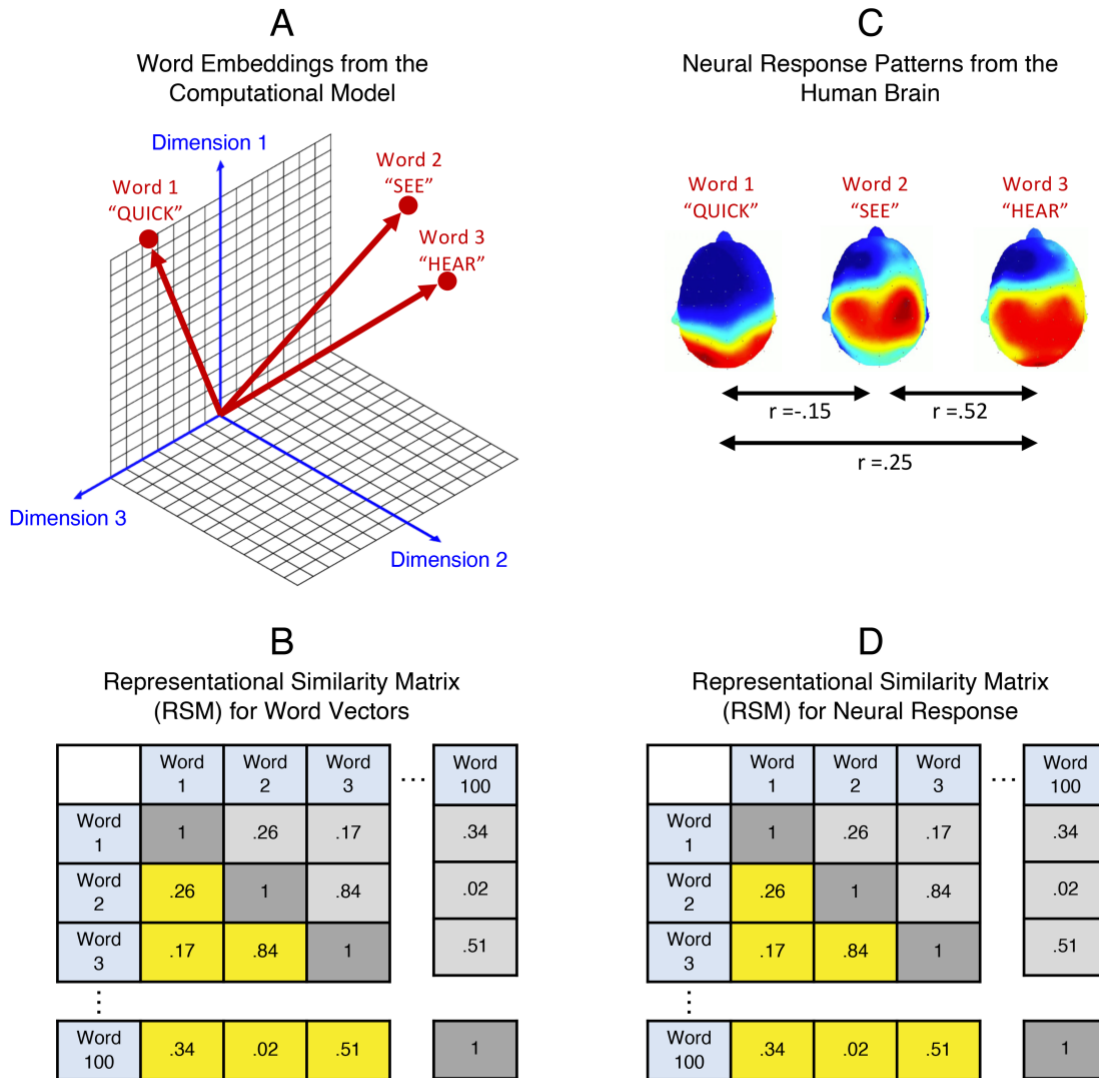 A
Word Embeddings from the
Computational Model
Dimension 1
Word 1
“QUICK”
Word 2
“SEE”
Word 3
“HEAR”
Dimension 3
Dimension 2
C
Neural Response Patterns from the
Human Brain
Word 1
“QUICK”
Word 2
“SEE”
Word 3
“HEAR”
r =-.15
r =.52
r =.25
B
Representational Similarity Matrix
(RSM) for Word Vectors
Word 1 Word 2 Word 3 ... Word 100
Word 1 1 .26 .17 .34
Word 2 .26 1 .84 .02
Word 3 .17 .84 1 .51
⋮
Word 100 .34 .02 .51 1
D
Representational Similarity Matrix
(RSM) for Neural Response
Word 1 Word 2 Word 3 ... Word 100
Word 1 1 .26 .17 .34
Word 2 .26 1 .84 .02
Word 3 .17 .84 1 .51
⋮
Word 100 .34 .02 .51 1